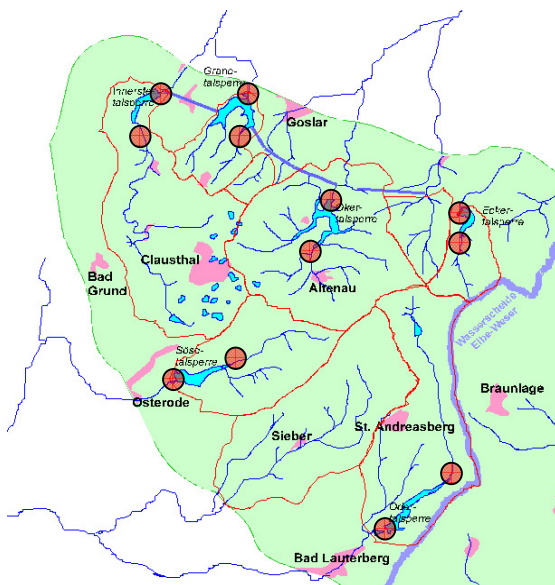 Grane-
talsperre
Innerste-
talsperre
Goslar
Oker-
talsperre
Ecker-
talsperre
Clausthal
Bad
Grund
Altenau
Wasserscheide
Elbe-Weser
Söse-
talsperre
Braunlage
Osterode
St. Andreasberg
Sieber
Oder-
talsperre
Bad Lauterberg